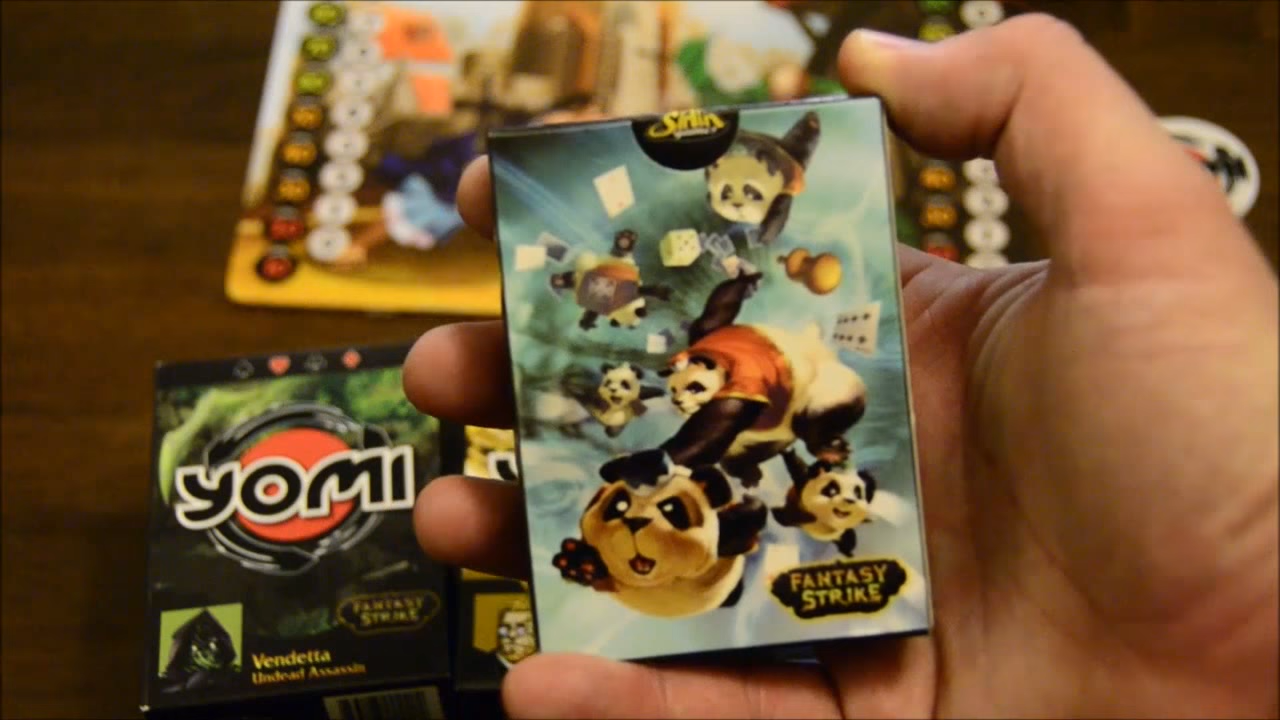 Sirlin
FANTASY
STRIKE
YOMI
FANTASY
STRIKE
Vendetta
Undead Assassin